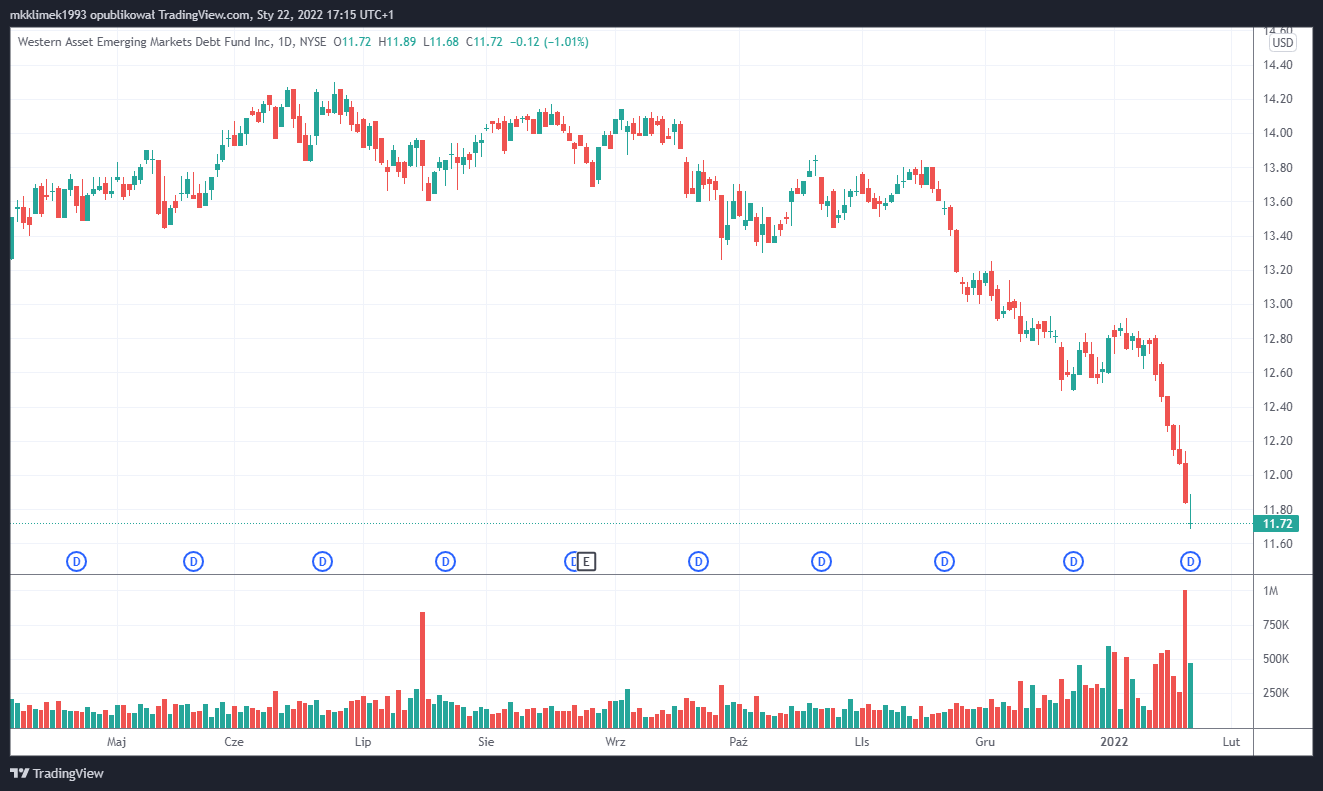 mkklimek1993 opublikował TradingView.com, Sty 22, 2022 17:15 UTC+1
Western Asset Emerging Markets Debt Fund Inc, 1D, NYSE O11.72 H11.89 L11.68 C11.72 −0.12 (−1.01%)
14.60
USD
14.40
14.20
14.00
13.80
13.60
13.40
13.20
13.00
12.80
12.60
12.40
12.20
12.00
11.80
11.72
11.60
D D D D D E D D D D D
1M
750K
500K
250K
Maj Cze Lip Sie Wrz Paź LIs Gru 2022 Lut
TradingView